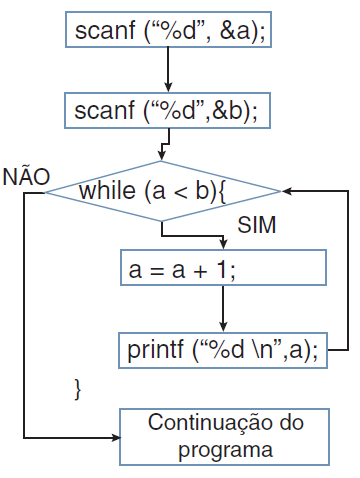 scanf (“%d”, &a);
scanf (“%d”,&b);
NÃO
while (a < b){
SIM
a = a + 1;
printf (“%d \n”,a);
}
Continuação do
programa